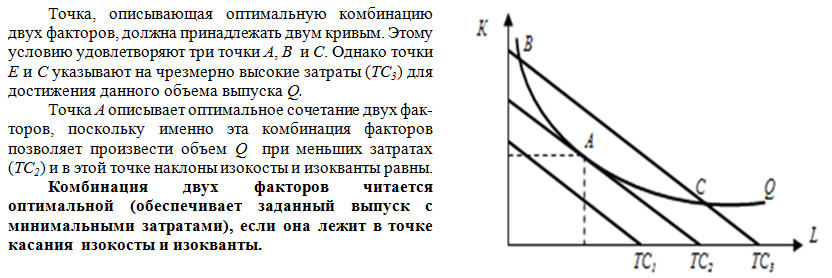 Точка, описывающая оптимальную комбинацию
двух факторов, должна принадлежать двум кривым. Этому
условию удовлетворяют три точки A, B и C. Однако точки
E и C указывают на чрезмерно высокие затраты (TC3) для
достижения данного объема выпуска Q.
Точка A описывает оптимальное сочетание двух фак-
торов, поскольку именно эта комбинация факторов
позволяет произвести объем Q при меньших затратах
(TC2) и в этой точке наклоны изокосты и изокванты равны.
Комбинация двух факторов читается
оптимальной (обеспечивает заданный выпуск с
минимальными затратами), если она лежит в точке
касания изокосты и изокванты.
K
B
A
C
Q
L
TC1
TC2
TC3